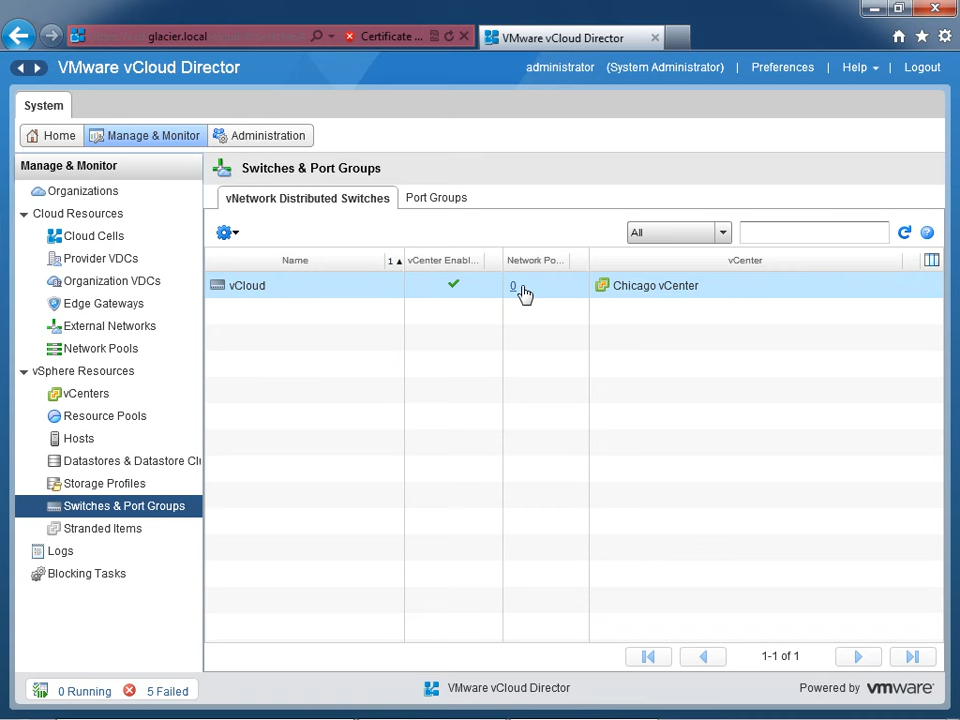 glacier.local
Certificate ...
VMware vCloud Director
VMware vCloud Director
administrator (System Administrator) | Preferences | Help | Logout
System
Home
Manage & Monitor
Administration
Manage & Monitor
Organizations
Cloud Resources
Cloud Cells
Provider VDCs
Organization VDCs
Edge Gateways
External Networks
Network Pools
vSphere Resources
vCenters
Resource Pools
Hosts
Datastores & Datastore Cl
Storage Profiles
Switches & Port Groups
Stranded Items
Logs
Blocking Tasks
Switches & Port Groups
vNetwork Distributed Switches
Port Groups
All
Name 1▲ vCenter Enabl... Network Po... vCenter
vCloud 0 Chicago vCenter
1-1 of 1
0 Running 5 Failed
VMware vCloud Director
Powered by vmware